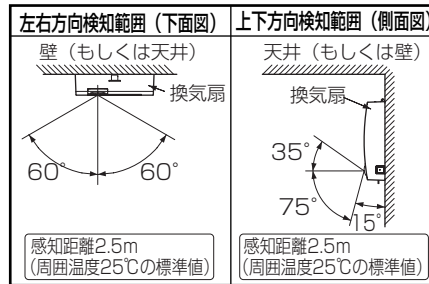 左右方向検知範囲（下面図）
壁（もしくは天井）
換気扇
60°
60°
感知距離2.5m
(周囲温度25℃の標準値)
上下方向検知範囲（側面図）
天井（もしくは壁）
換気扇
35°
75°
15°
感知距離2.5m
(周囲温度25℃の標準値)